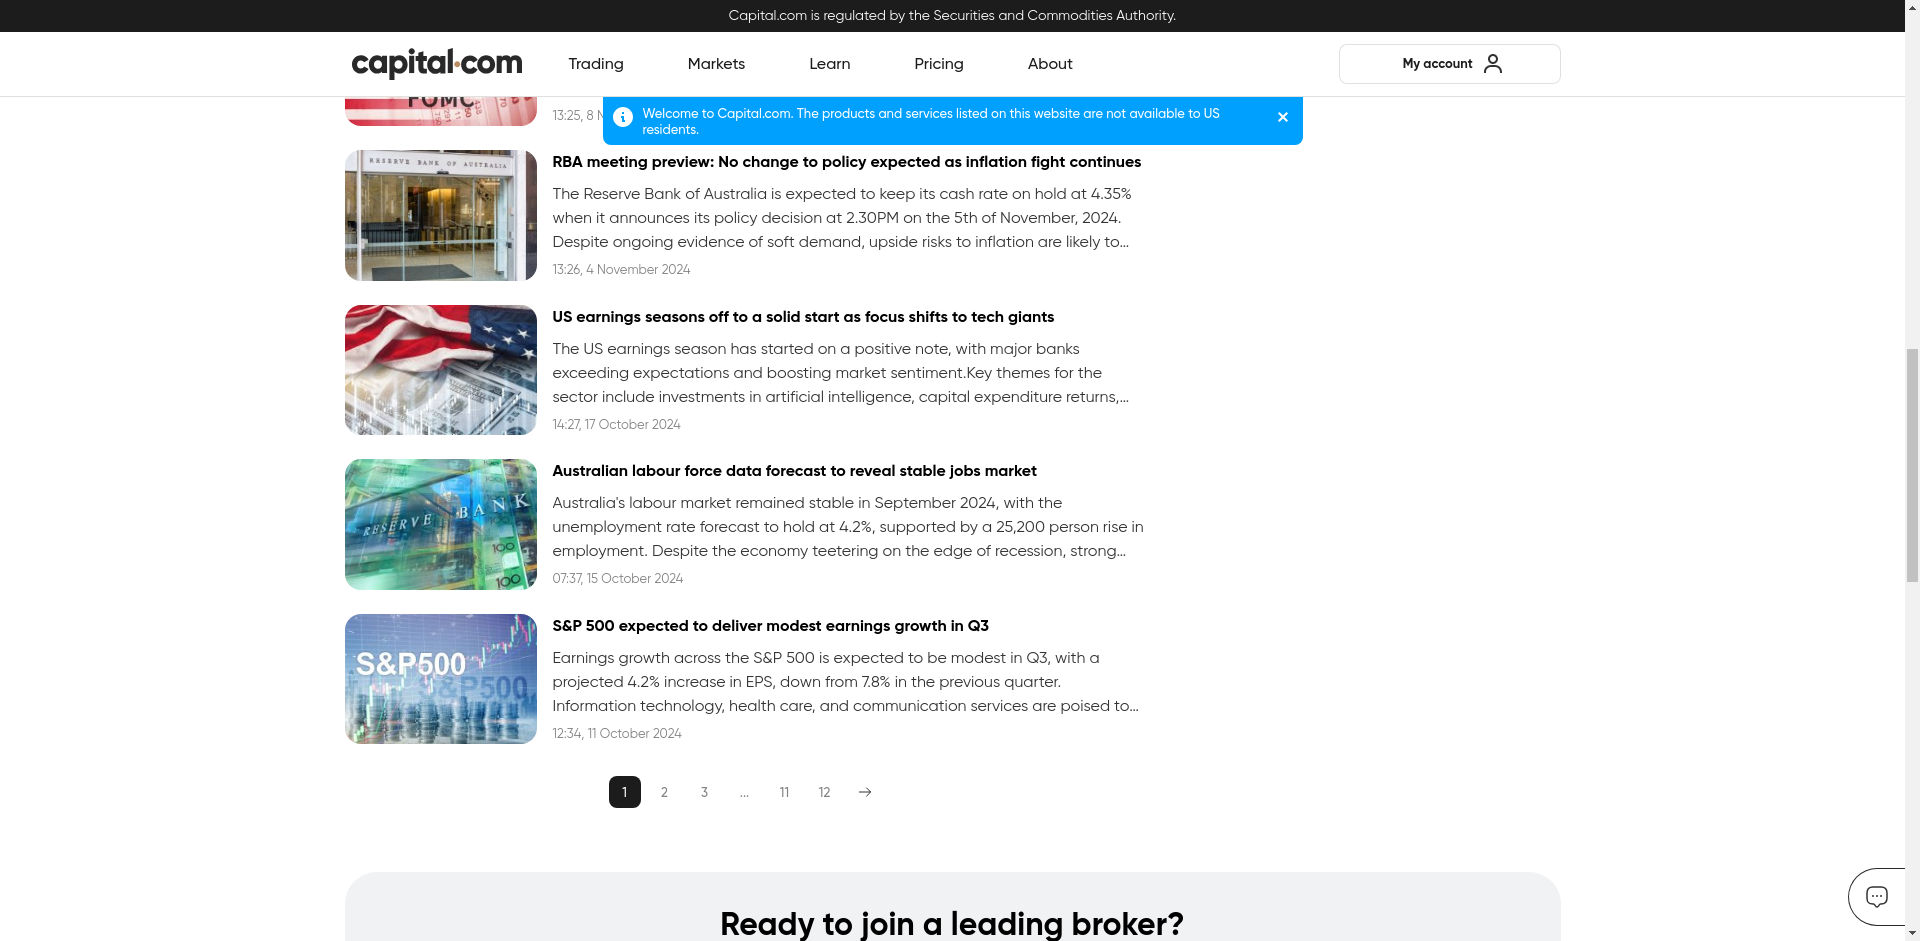 Capital.com is regulated by the Securities and Commodities Authority.
capital.com
Trading
Markets
Learn
Pricing
About
My account
FOMC
13:25, 8 N
Welcome to Capital.com. The products and services listed on this website are not available to US
residents.
RESERVE BANK OF AUSTRALIA
RBA meeting preview: No change to policy expected as inflation fight continues
The Reserve Bank of Australia is expected to keep its cash rate on hold at 4.35%
when it announces its policy decision at 2.30PM on the 5th of November, 2024.
Despite ongoing evidence of soft demand, upside risks to inflation are likely to...
13:26, 4 November 2024
US earnings seasons off to a solid start as focus shifts to tech giants
The US earnings season has started on a positive note, with major banks
exceeding expectations and boosting market sentiment.Key themes for the
sector include investments in artificial intelligence, capital expenditure returns,...
14:27, 17 October 2024
RESERVE BANK
100
100
Australian labour force data forecast to reveal stable jobs market
Australia's labour market remained stable in September 2024, with the
unemployment rate forecast to hold at 4.2%, supported by a 25,200 person rise in
employment. Despite the economy teetering on the edge of recession, strong...
07:37, 15 October 2024
S&P500
S&P500
S&P 500 expected to deliver modest earnings growth in Q3
Earnings growth across the S&P 500 is expected to be modest in Q3, with a
projected 4.2% increase in EPS, down from 7.8% in the previous quarter.
Information technology, health care, and communication services are poised to...
12:34, 11 October 2024
1 2 3 ... 11 12
Ready to join a leading broker?